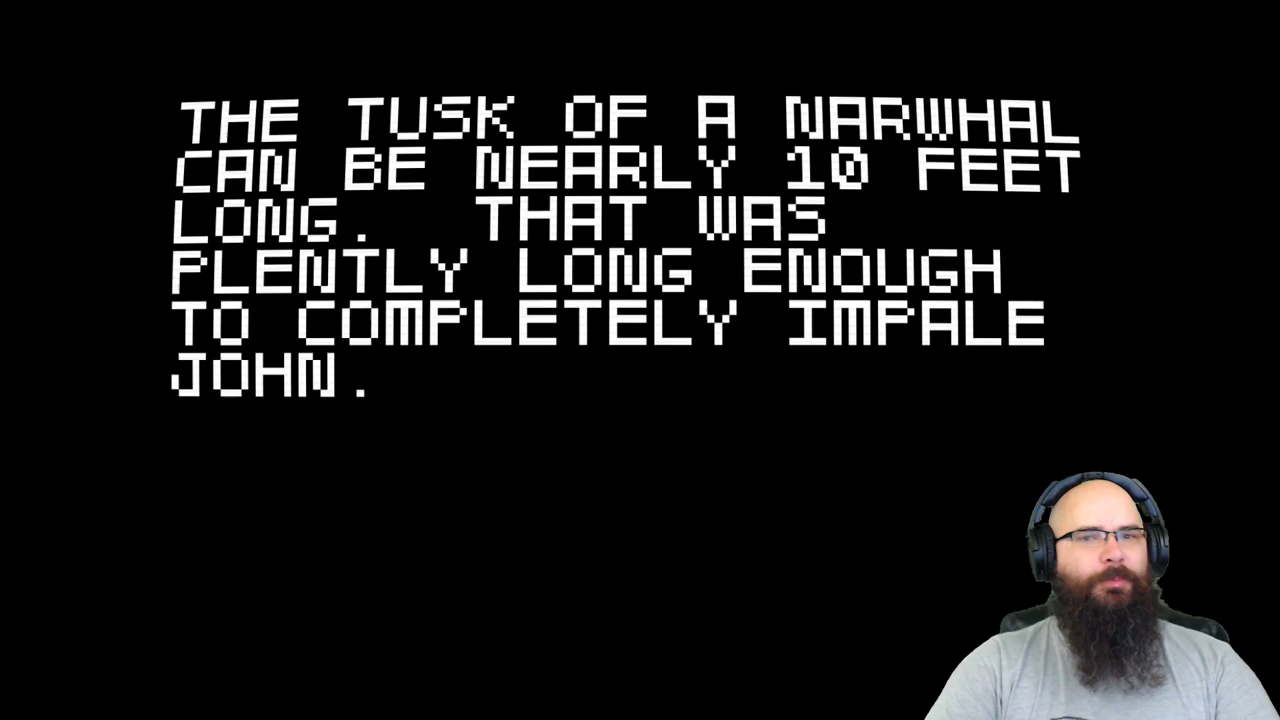 THE TUSK OF A NARWHAL
CAN BE NEARLY 10 FEET
LONG.  THAT WAS
PLENTLY LONG ENOUGH
TO COMPLETELY IMPALE
JOHN.